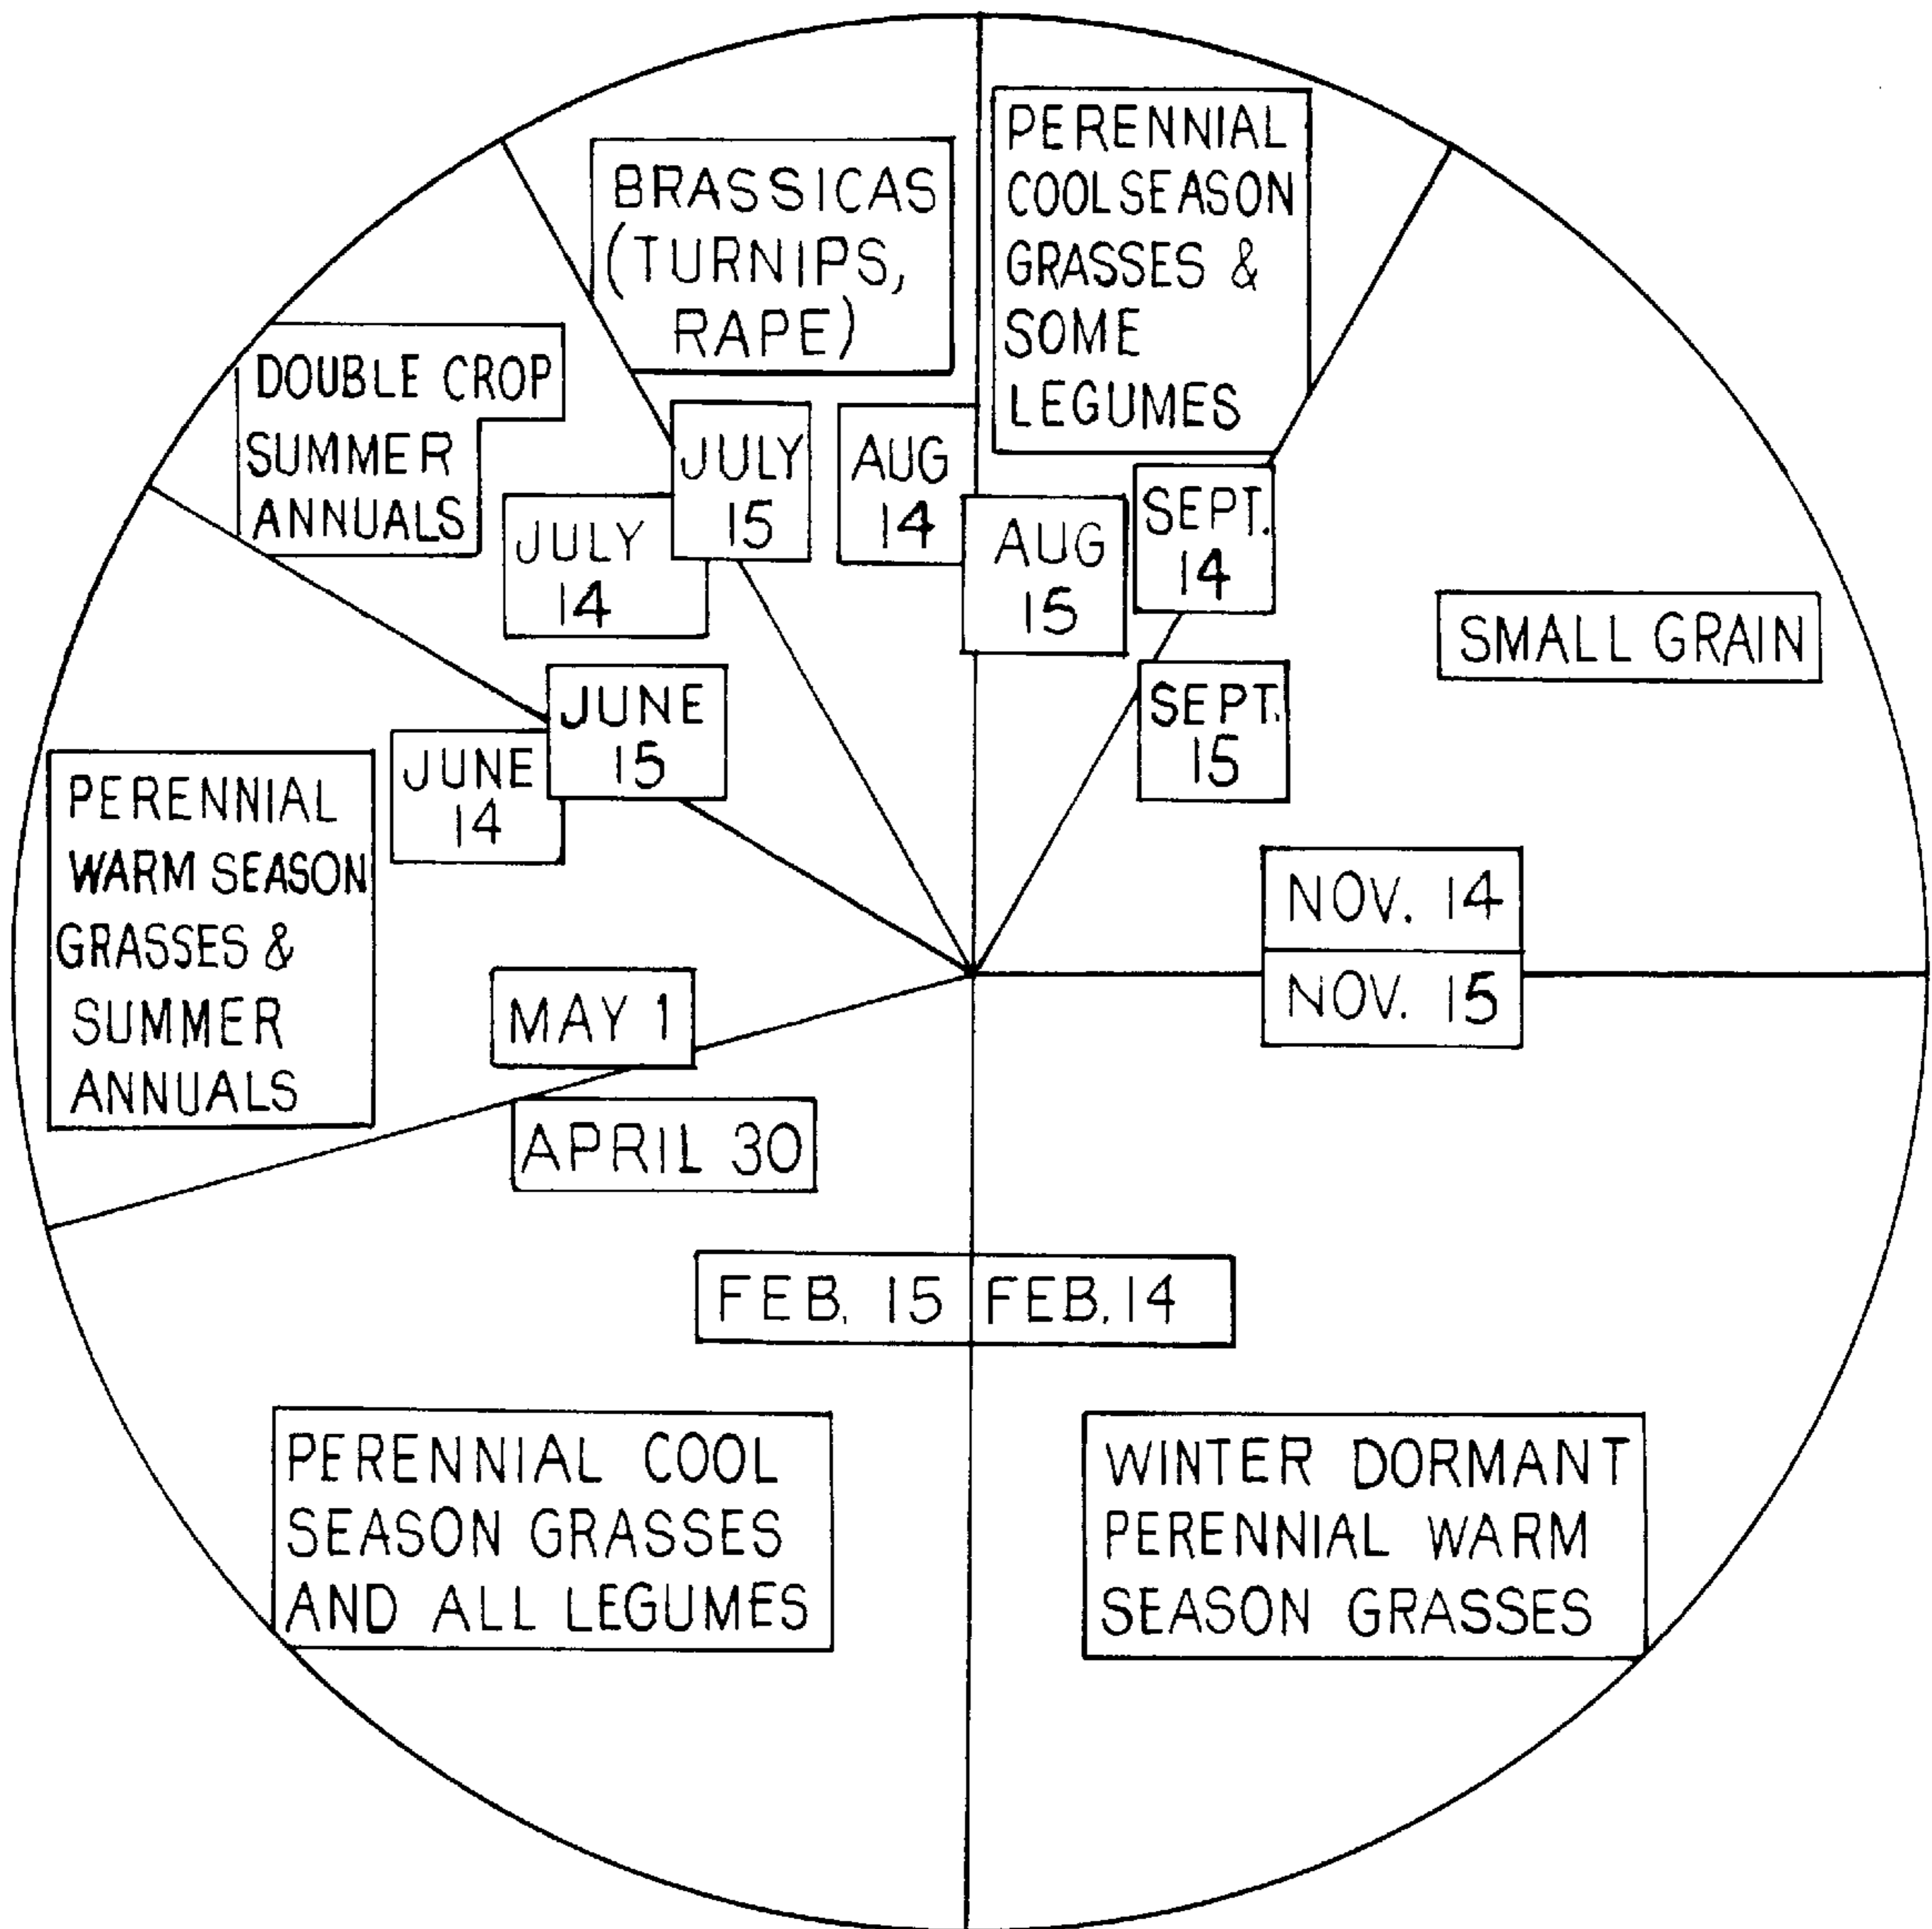 PERENNIAL
COOL SEASON
GRASSES &
SOME
LEGUMES
BRASSICAS
(TURNIPS,
RAPE)
DOUBLE CROP
SUMMER
ANNUALS
JULY
15
AUG
14
JULY
14
AUG
15
SEPT.
14
SMALL GRAIN
JUNE
15
SEPT.
15
JUNE
14
PERENNIAL
WARM SEASON
GRASSES &
SUMMER
ANNUALS
NOV. 14
NOV. 15
MAY 1
APRIL 30
FEB. 15
FEB. 14
PERENNIAL COOL
SEASON GRASSES
AND ALL LEGUMES
WINTER DORMANT
PERENNIAL WARM
SEASON GRASSES